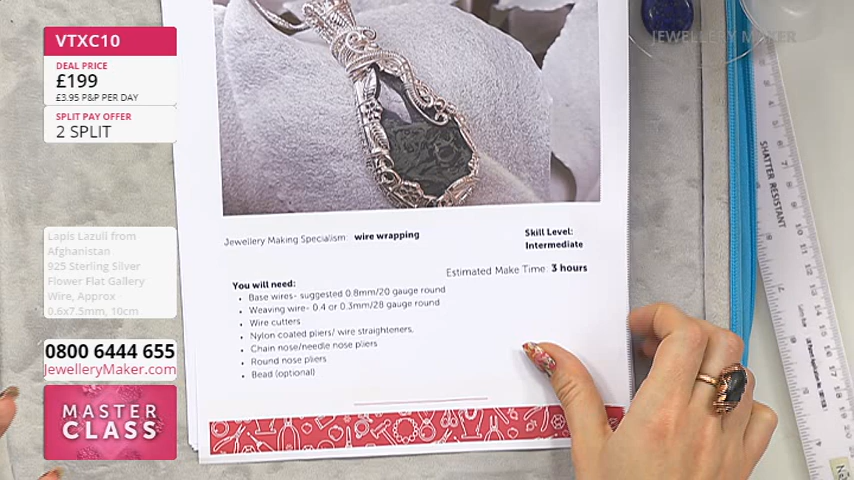 VTXC10
DEAL PRICE
£199
£3.95 P&P PER DAY
SPLIT PAY OFFER
2 SPLIT
Lapis Lazuli from
Afghanistan
925 Sterling Silver
Flower Flat Gallery
Wire, Approx
0.6x7.5mm, 10cm
0800 6444 655
JewelleryMaker.com
MASTER
CLASS
JEWELLERY MAKER
Jewellery Making Specialism: wire wrapping
Skill Level:
Intermediate
Estimated Make Time: 3 hours
You will need:
• Base wires- suggested 0.8mm/20 gauge round
• Weaving wire- 0.4 or 0.3mm/28 gauge round
• Wire cutters
• Nylon coated pliers/ wire straighteners,
• Chain nose/needle nose pliers
• Round nose pliers
• Bead (optional)
SHATTER RESISTANT